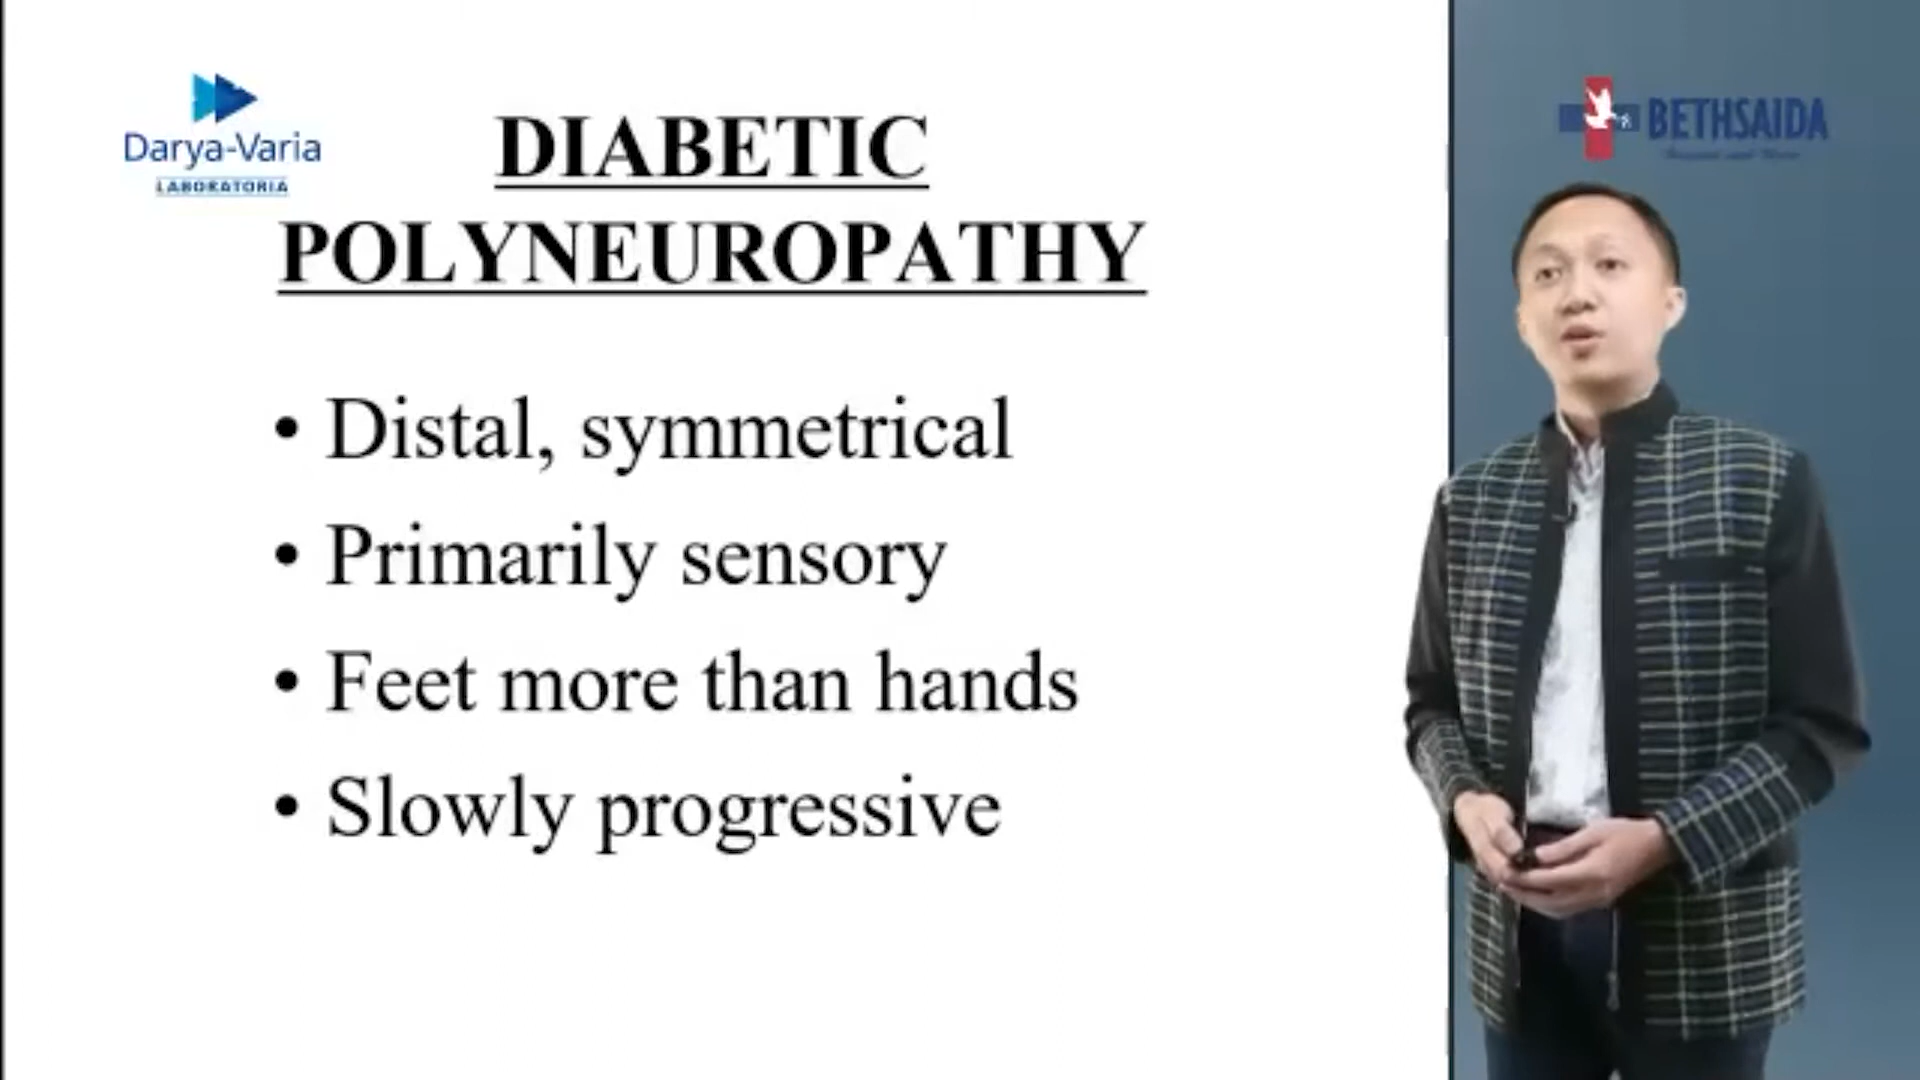 Darya-Varia
LABORATORIA
DIABETIC
POLYNEUROPATHY
• Distal, symmetrical
• Primarily sensory
• Feet more than hands
• Slowly progressive
BETHSAIDA